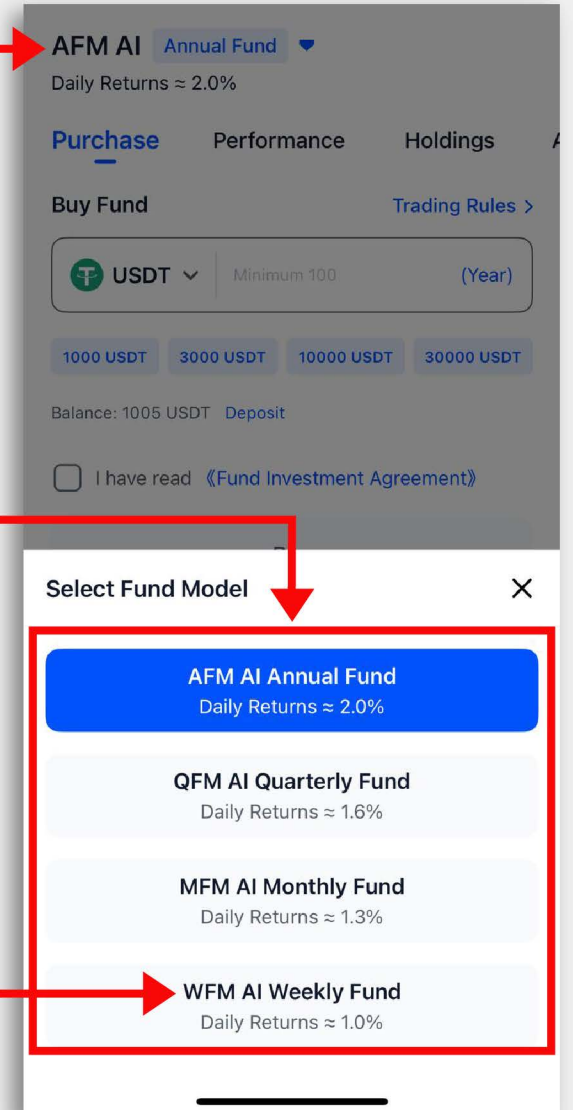 AFM AI Annual Fund
Daily Returns ≈ 2.0%
Purchase Performance Holdings
Buy Fund Trading Rules >
USDT Minimum 100 (Year)
1000 USDT 3000 USDT 10000 USDT 30000 USDT
Balance: 1005 USDT Deposit
I have read 《Fund Investment Agreement》
Select Fund Model
AFM AI Annual Fund
Daily Returns ≈ 2.0%
QFM AI Quarterly Fund
Daily Returns ≈ 1.6%
MFM AI Monthly Fund
Daily Returns ≈ 1.3%
WFM AI Weekly Fund
Daily Returns ≈ 1.0%